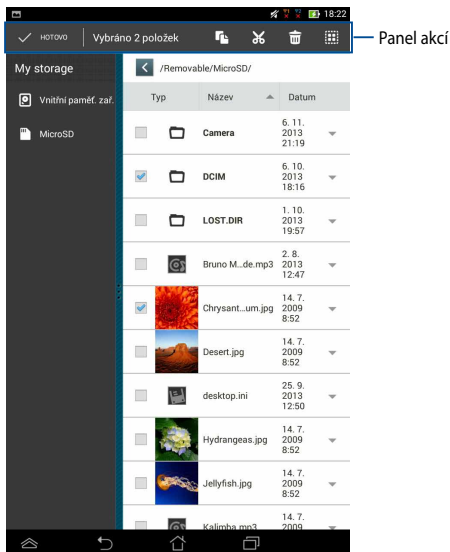 18:22
HOTOVO Vybráno 2 položek
Panel akcí
My storage
Vnitřní paměť. zař.
MicroSD
/Removable/MicroSD/
Typ Název Datum
Camera 6. 11. 2013 21:19
DCIM 6. 10. 2013 18:16
LOST.DIR 1. 10. 2013 19:57
Bruno M...de.mp3 2. 8. 2013 12:47
Chrysant...um.jpg 14. 7. 2009 8:52
Desert.jpg 14. 7. 2009 8:52
desktop.ini 25. 9. 2013 12:50
Hydrangeas.jpg 14. 7. 2009 8:52
Jellyfish.jpg 14. 7. 2009 8:52
Kalimba.mp3 14. 7. 2009